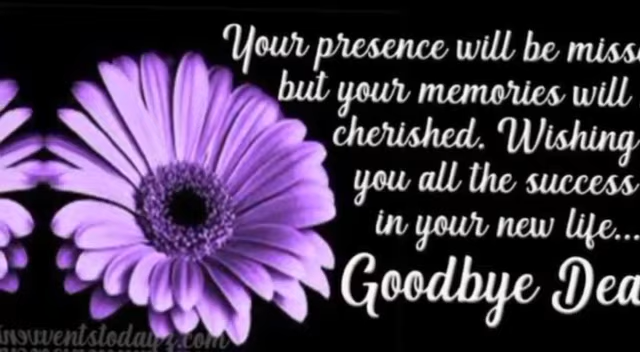 Your presence will be miss
but your memories will
cherished. Wishing
you all the success
in your new life...
Goodbye Dea